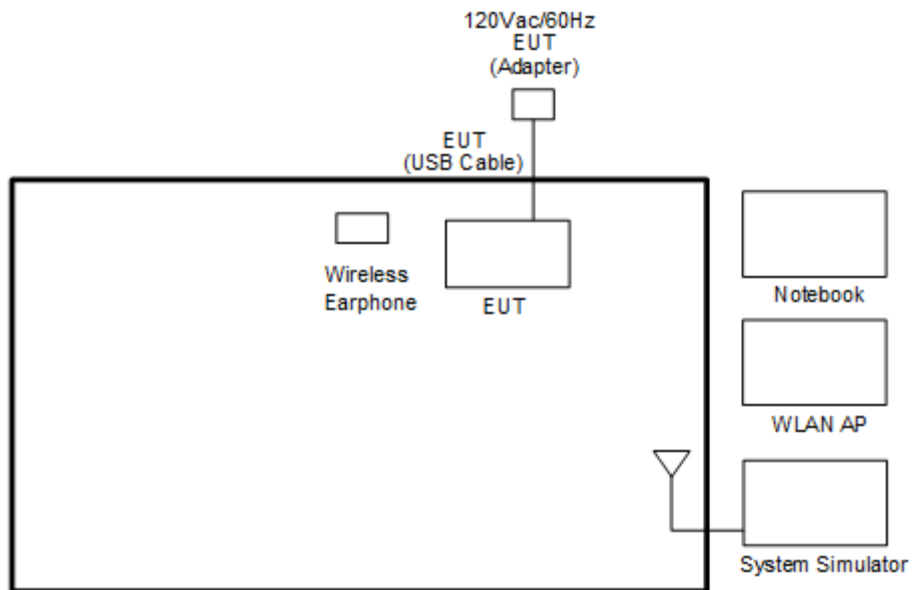 120Vac/60Hz
EUT
(Adapter)
EUT
(USB Cable)
Wireless
Earphone
EUT
Notebook
WLAN AP
System Simulator